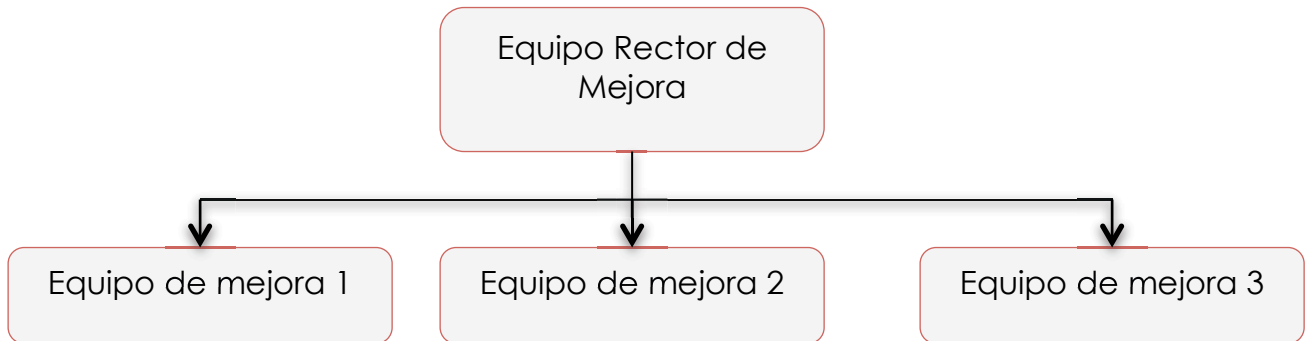 Equipo Rector de
Mejora
Equipo de mejora 1
Equipo de mejora 2
Equipo de mejora 3